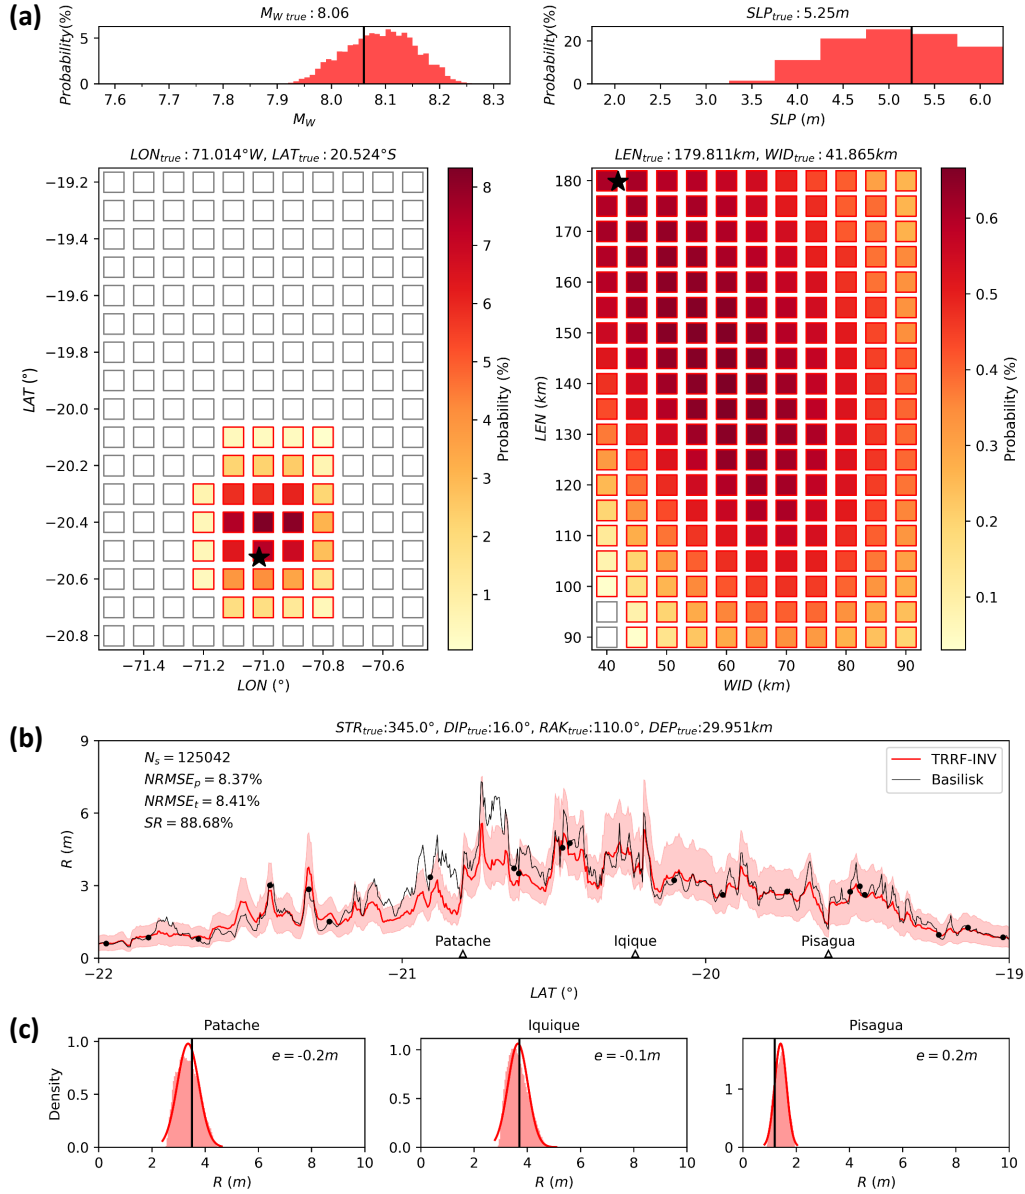 (a)
M_W true : 8.06
SLP_true : 5.25m
Probability(%)
5
0
7.6 7.7 7.8 7.9 8.0 8.1 8.2 8.3
M_W
Probability(%)
20
0
2.0 2.5 3.0 3.5 4.0 4.5 5.0 5.5 6.0
SLP (m)
LON_true : 71.014°W, LAT_true : 20.524°S
LAT (°)
−19.2
−19.4
−19.6
−19.8
−20.0
−20.2
−20.4
−20.6
−20.8
−71.4 −71.2 −71.0 −70.8 −70.6
LON (°)
8
7
6
5
4
3
2
1
Probability (%)
LEN_true : 179.811km, WID_true : 41.865km
LEN (km)
180
170
160
150
140
130
120
110
100
90
40 50 60 70 80 90
WID (km)
0.6
0.5
0.4
0.3
0.2
0.1
Probability (%)
(b)
STR_true:345.0°, DIP_true:16.0°, RAK_true:110.0°, DEP_true:29.951km
N_s = 125042
NRMSE_p = 8.37%
NRMSE_t = 8.41%
SR = 88.68%
TRRF-INV
Basilisk
R (m)
9
6
3
0
Patache
Iqique
Pisagua
−22 −21 −20 −19
LAT (°)
(c)
Patache
Iquique
Pisagua
e = -0.2m
e = -0.1m
e = 0.2m
Density
1.0
0.5
0.0
0 2 4 6 8 10
R (m)
1.0
0.5
0.0
0 2 4 6 8 10
R (m)
1
0
0 2 4 6 8 10
R (m)